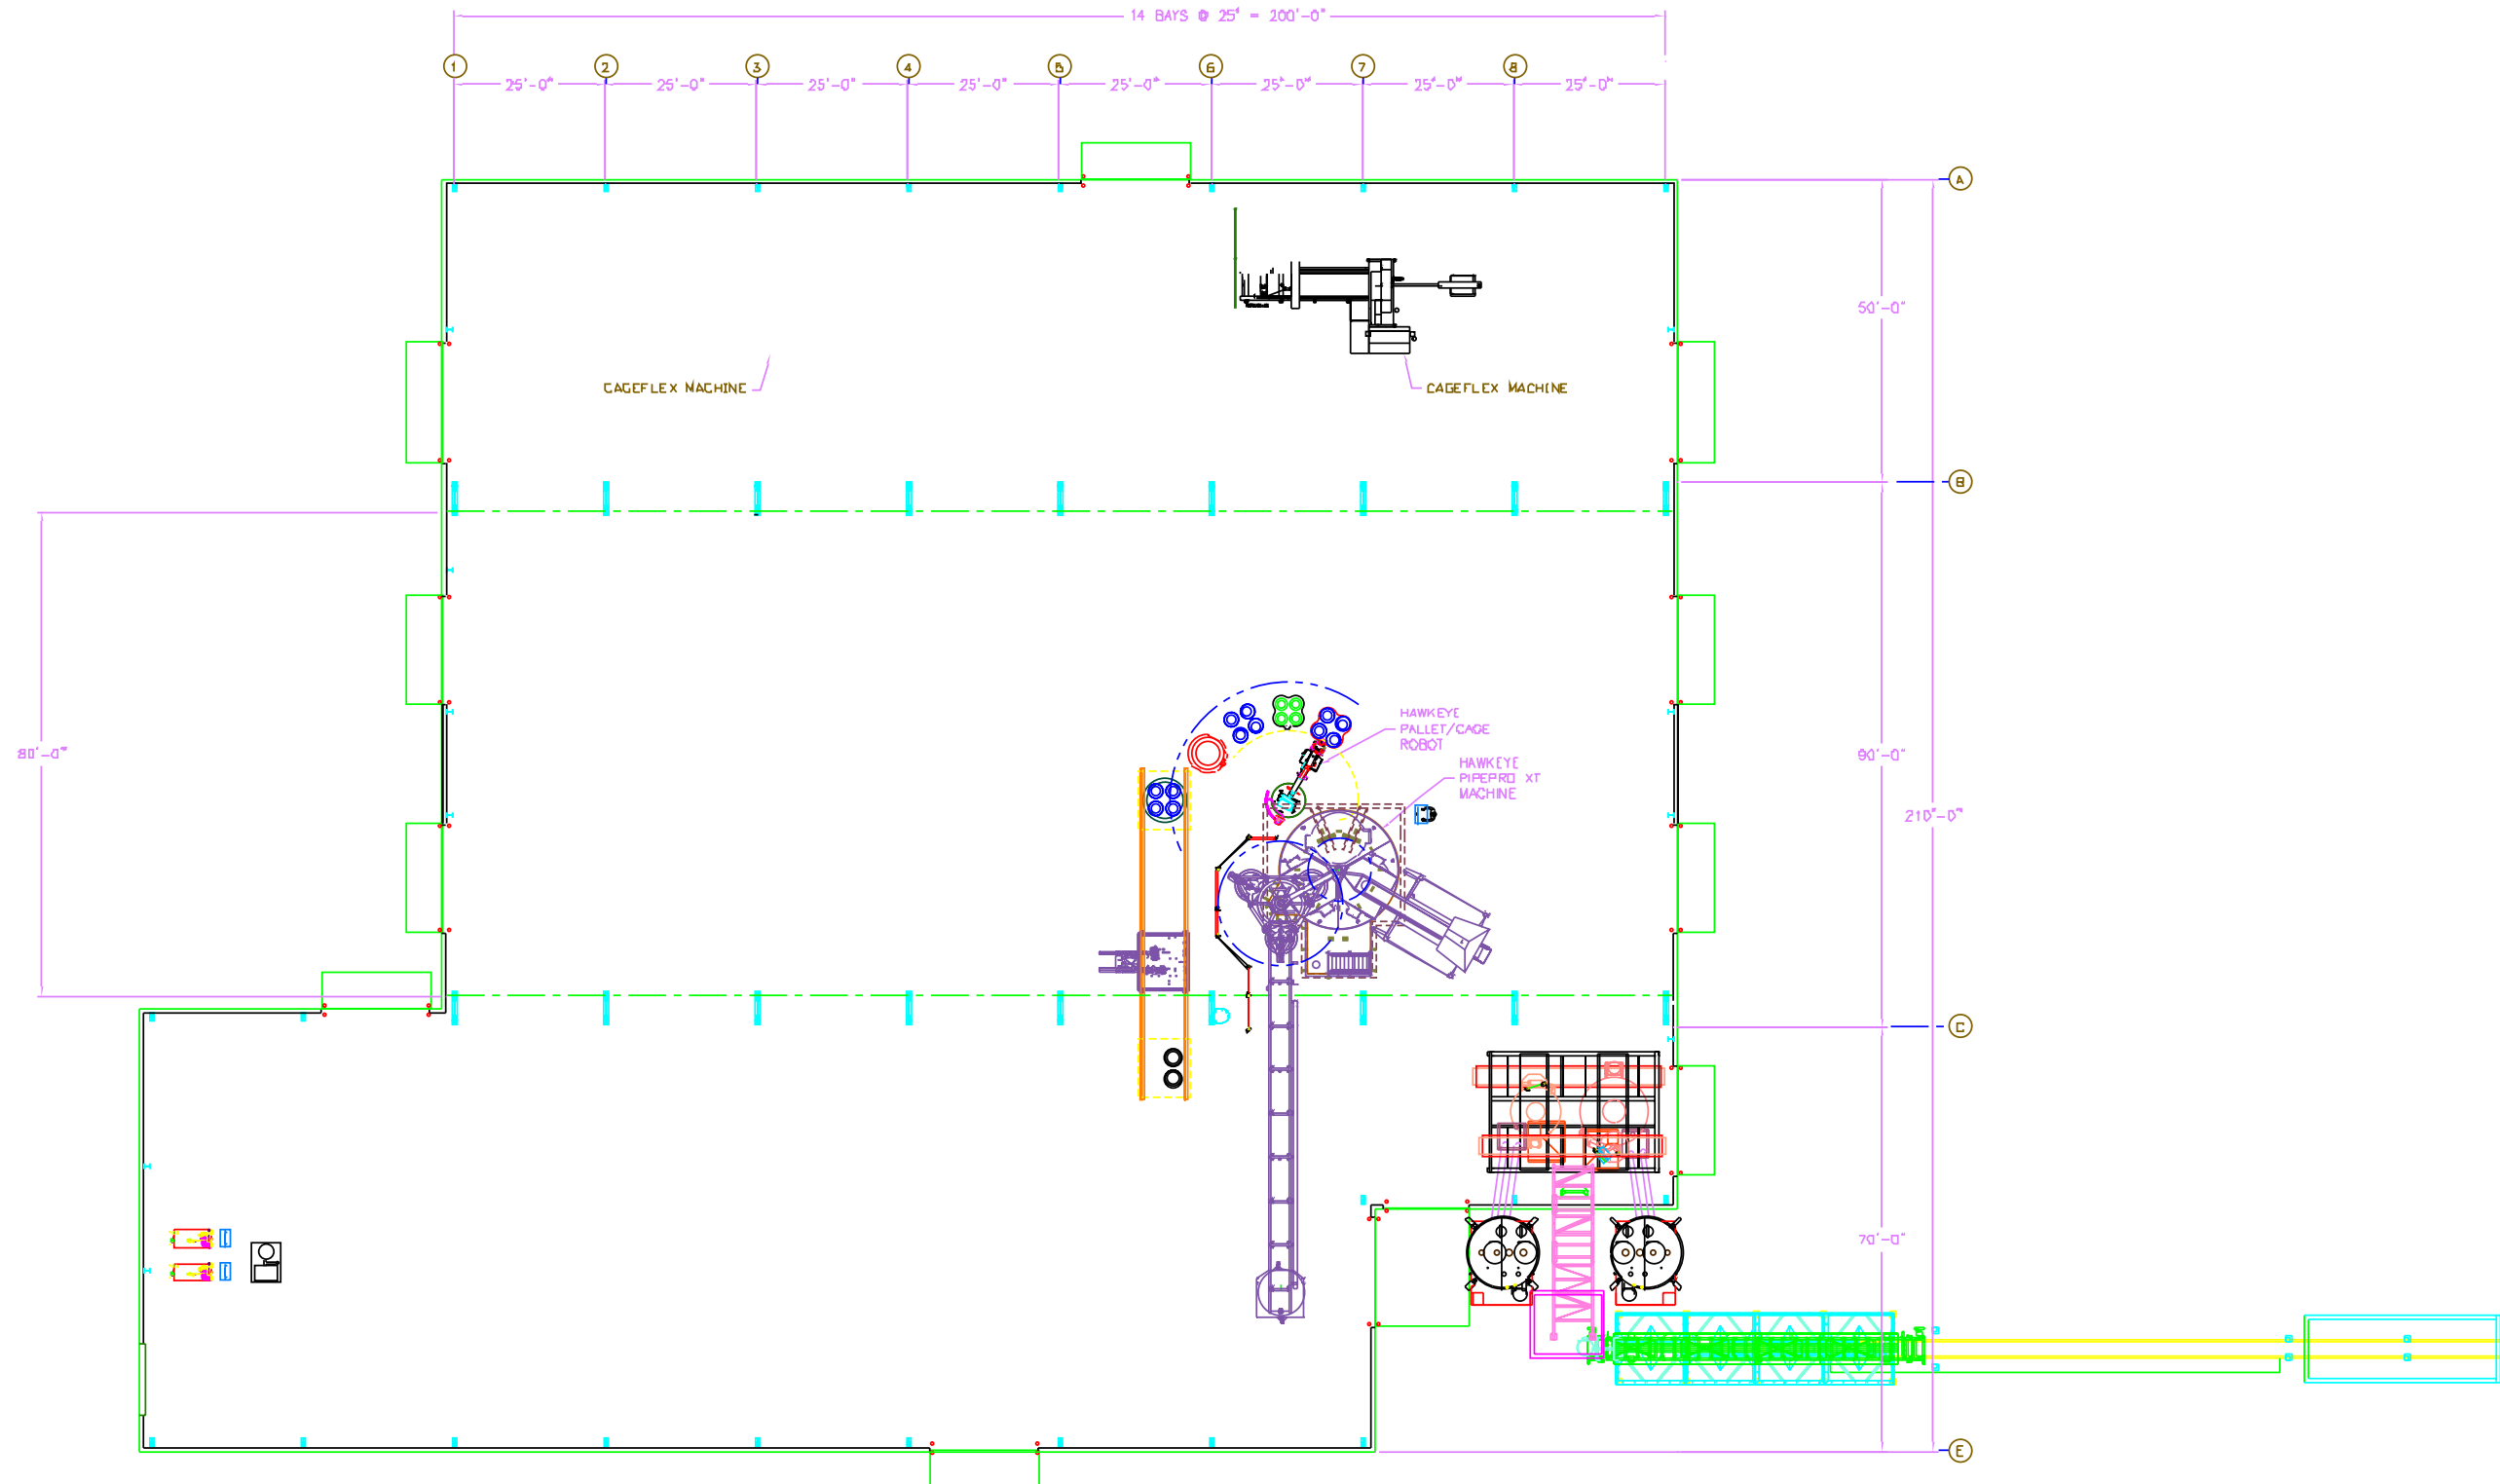 14 BAYS @ 25' = 200'-0"
1 2 3 4 5 6 7 8
25'-0" 25'-0" 25'-0" 25'-0" 25'-0" 25'-0" 25'-0" 25'-0"
A
50'-0"
CAGEFLEX MACHINE
CAGEFLEX MACHINE
B
HAWKEYE
PALLET/CAGE
ROBOT
HAWKEYE
PIPEPRO XT
MACHINE
80'-0"
90'-0"
210'-0"
C
70'-0"
E